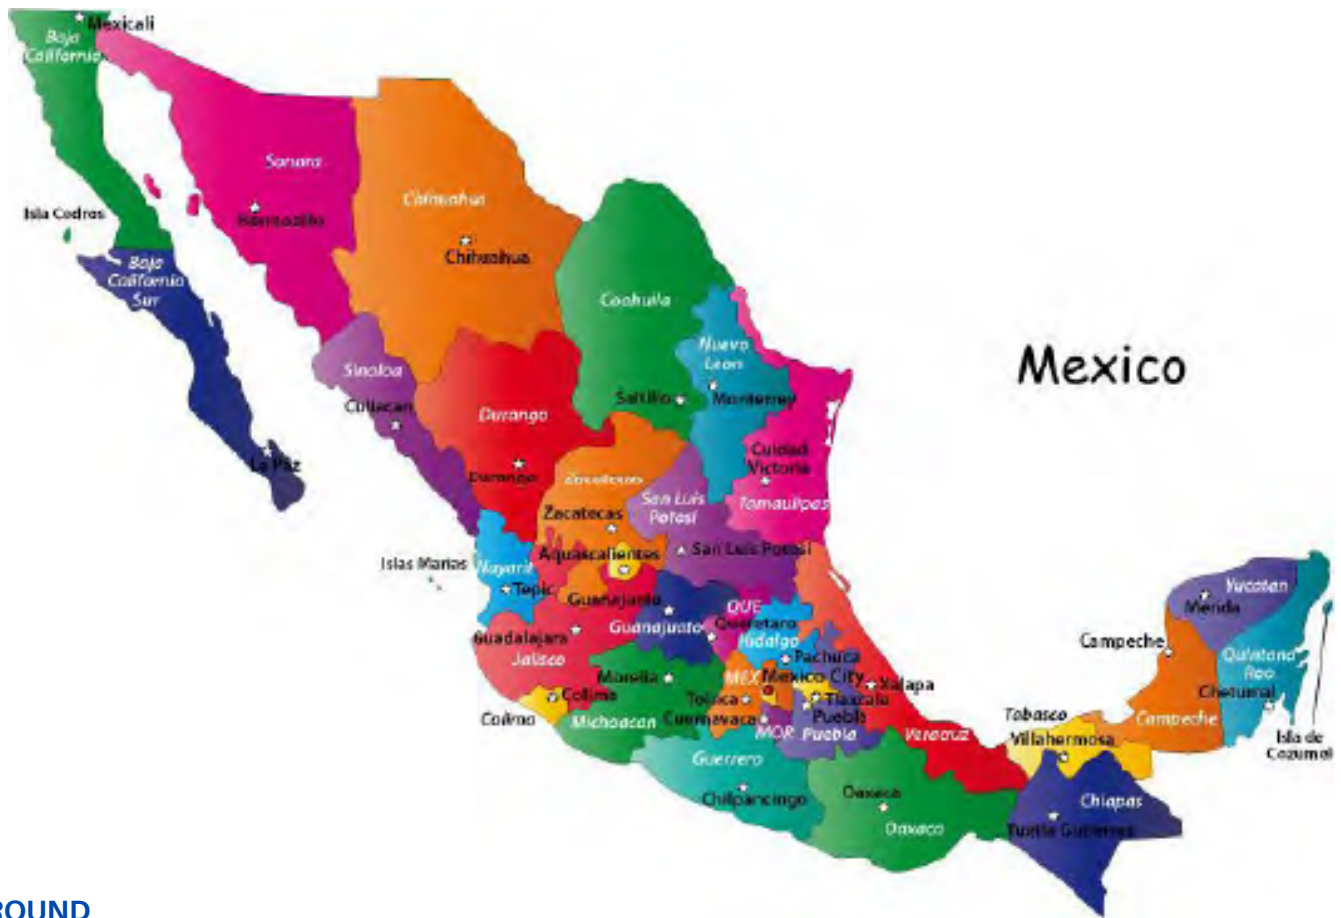 Mexicali
Baja
California
Sonora
Hermosillo
Chihuahua
Chihuahua
Isla Cedros
Baja
California
Sur
Coahuila
Nuevo
Leon
Mexico
Sinaloa
Saltillo
Monterrey
Culiacan
Durango
Cuidad
Victoria
La Paz
Durango
Zacatecas
San Luis
Potosi
Tamaulipas
Zacatecas
Islas Marias
Nayarit
Aquascalientes
San Luis Potosi
Tepic
Guanajanto
QUE
Yucatan
Merida
Guadalajara
Guanajuato
Queretaro
Hidalgo
Campeche
Jalisco
Pachuca
Quintana
Roo
Morelia
MEX
Mexico City
Xalapa
Chetumal
Colima
Toluca
Tlaxcala
Colima
Michoacan
Cuernavaca
Puebla
Tabasco
Campeche
MOR
Puebla
Veracruz
Villahermosa
Isla de
Cozumel
Guerrero
Chilpancingo
Oaxaca
Chiapas
Oaxaca
Tuxtla Gutierrez
ROUND